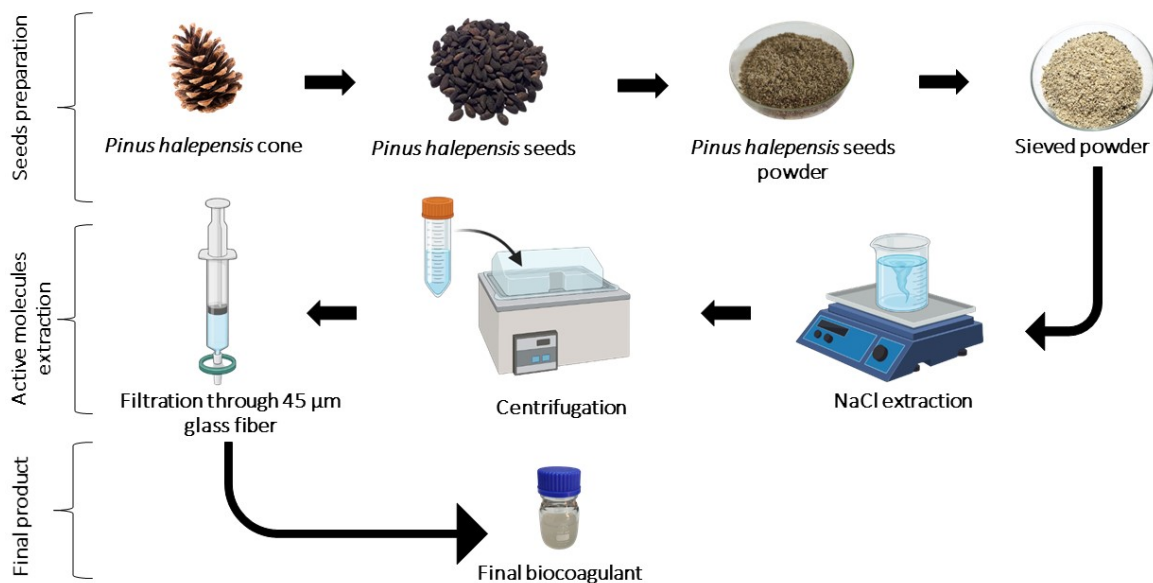 Seeds preparation
Pinus halepensis cone
Pinus halepensis seeds
Pinus halepensis seeds
powder
Sieved powder
Active molecules
extraction
Filtration through 45 µm
glass fiber
Centrifugation
NaCl extraction
Final product
Final biocoagulant